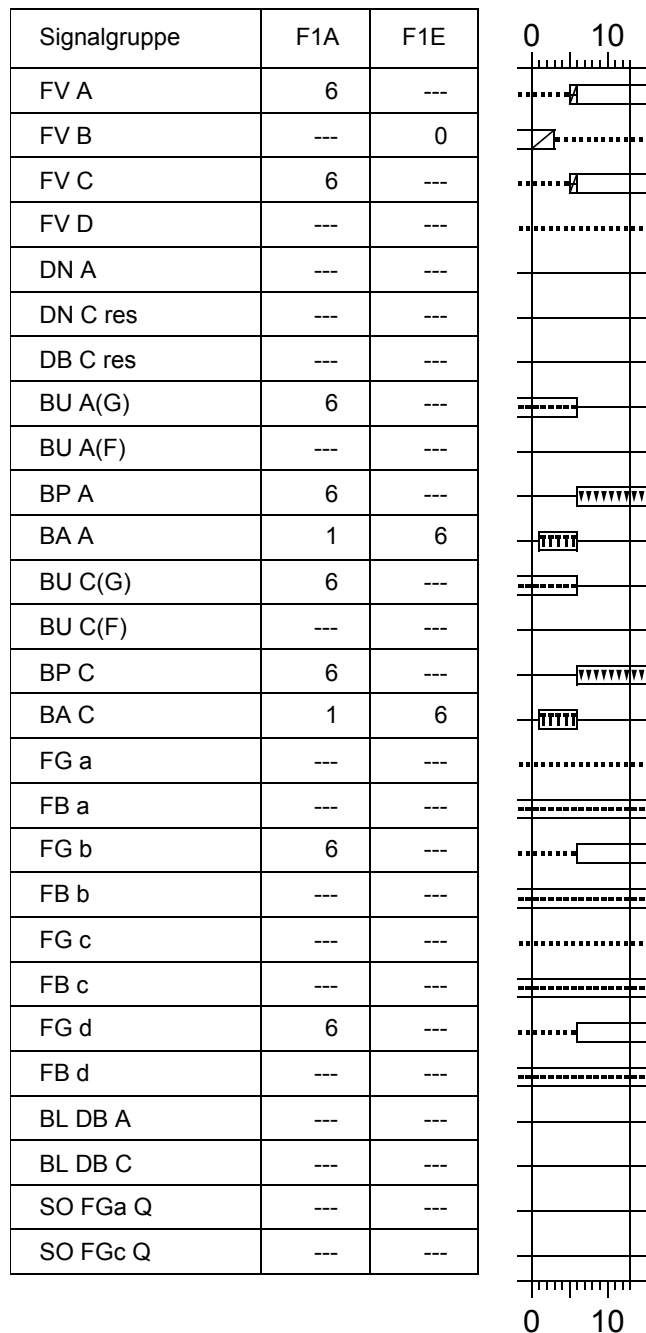 Signalgruppe F1A F1E 0 10
FV A 6 ---
FV B --- 0
FV C 6 ---
FV D --- ---
DN A --- ---
DN C res --- ---
DB C res --- ---
BU A(G) 6 ---
BU A(F) --- ---
BP A 6 ---
BA A 1 6
BU C(G) 6 ---
BU C(F) --- ---
BP C 6 ---
BA C 1 6
FG a --- ---
FB a --- ---
FG b 6 ---
FB b --- ---
FG c --- ---
FB c --- ---
FG d 6 ---
FB d --- ---
BL DB A --- ---
BL DB C --- ---
SO FGa Q --- ---
SO FGc Q --- ---
0 10